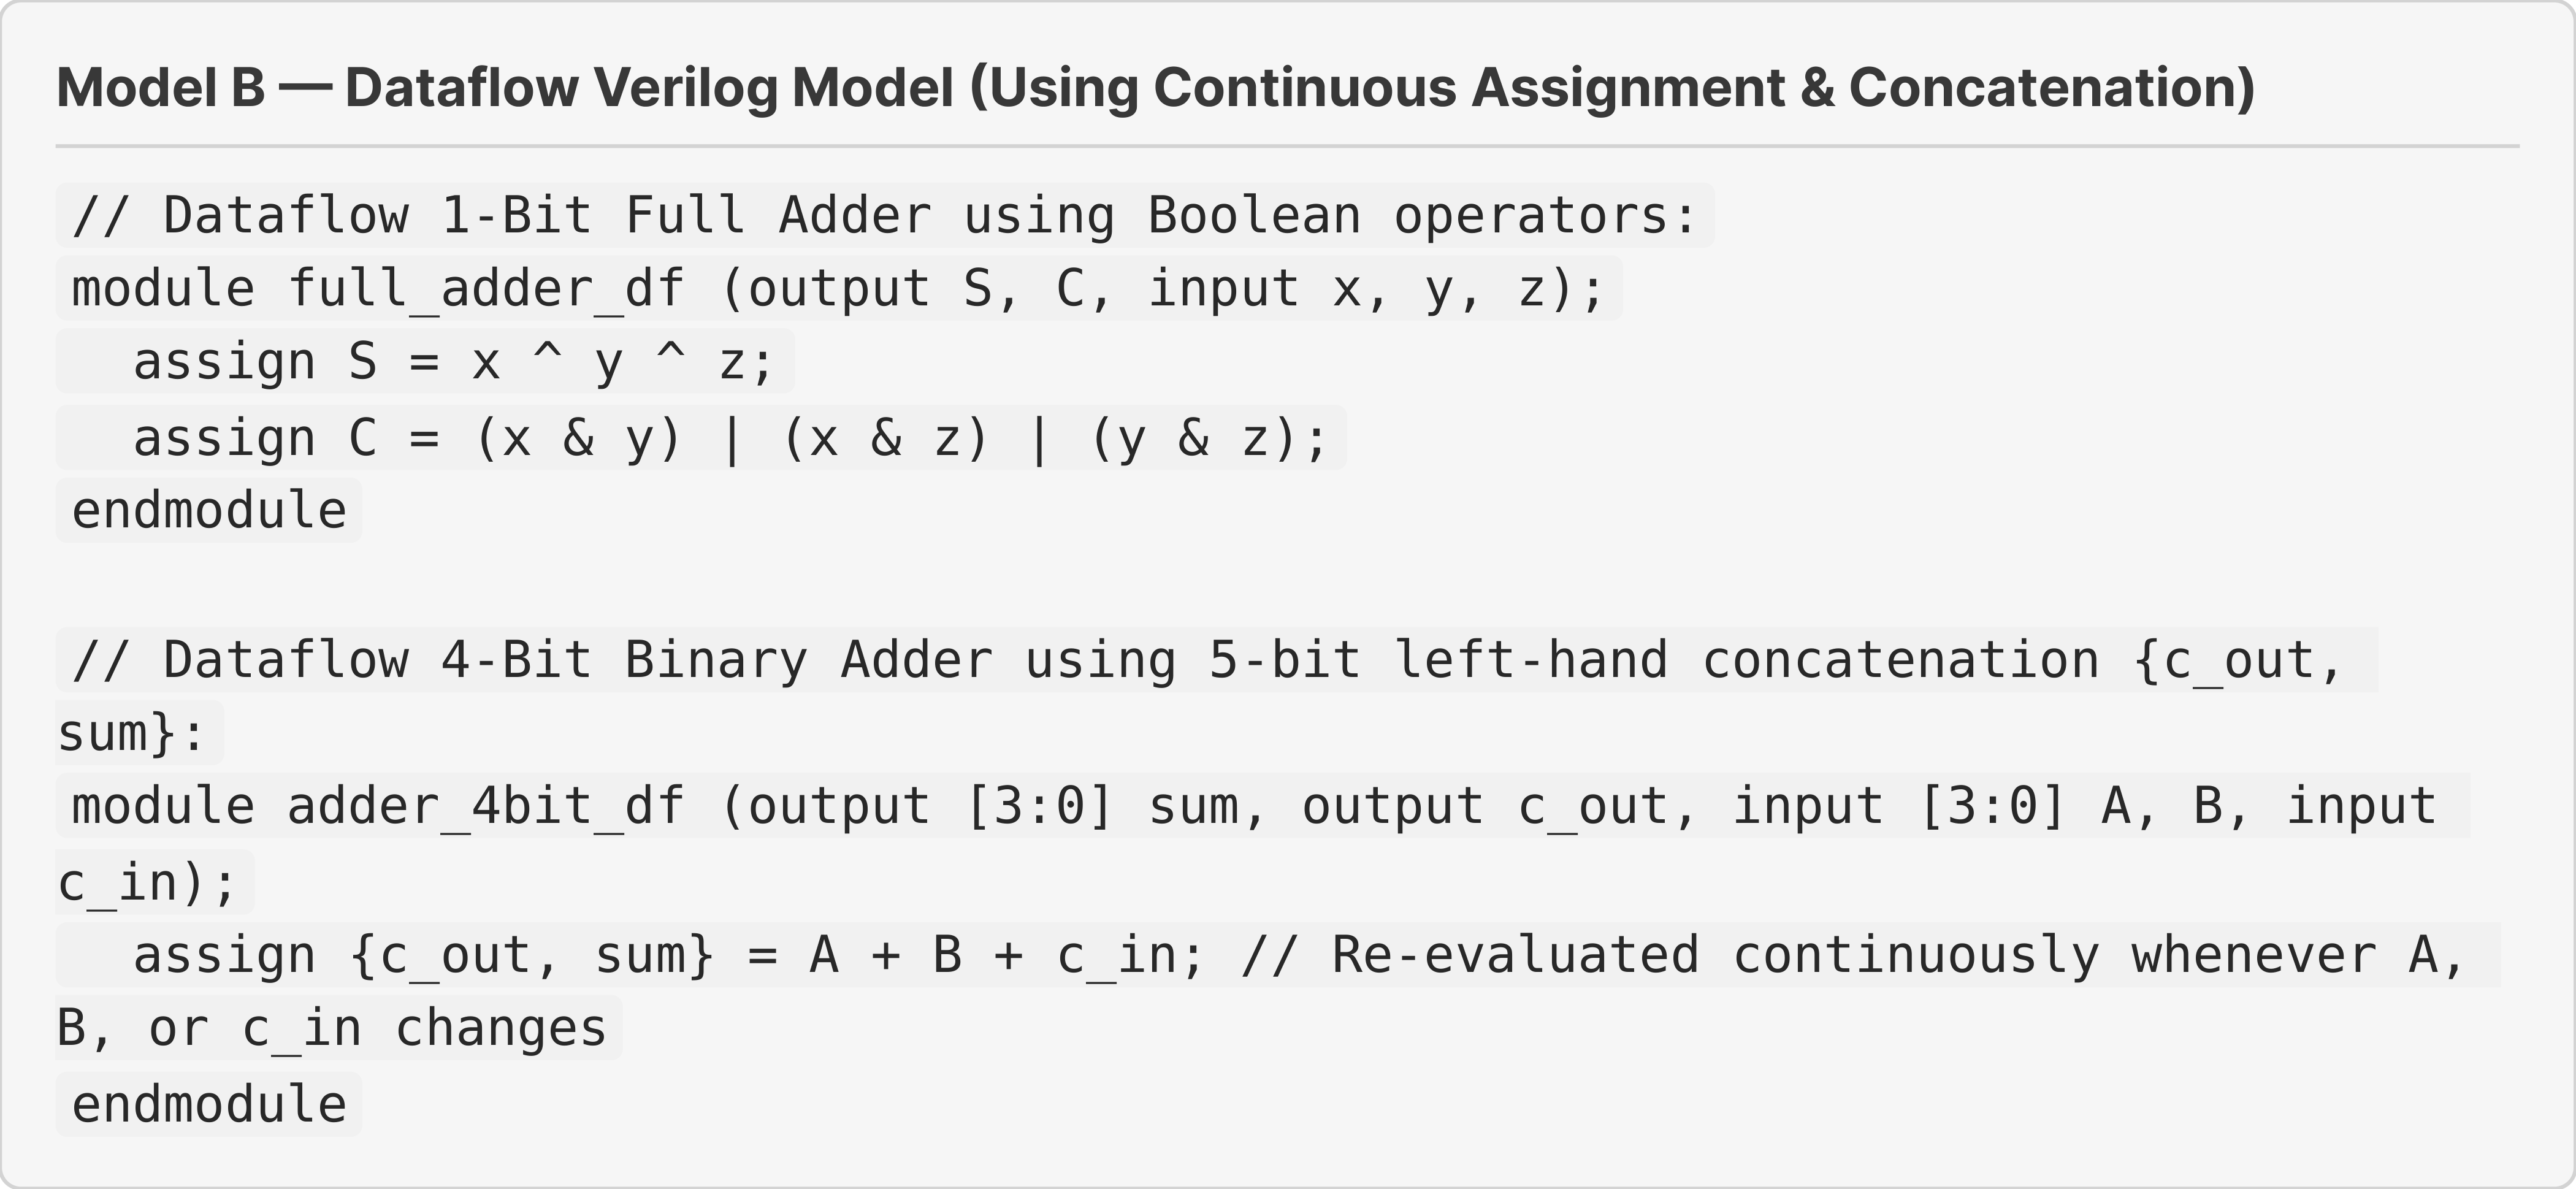 Model B — Dataflow Verilog Model (Using Continuous Assignment & Concatenation)
// Dataflow 1-Bit Full Adder using Boolean operators:
module full_adder_df (output S, C, input x, y, z);
  assign S = x ^ y ^ z;
  assign C = (x & y) | (x & z) | (y & z);
endmodule
// Dataflow 4-Bit Binary Adder using 5-bit left-hand concatenation {c_out,
sum}:
module adder_4bit_df (output [3:0] sum, output c_out, input [3:0] A, B, input
c_in);
  assign {c_out, sum} = A + B + c_in; // Re-evaluated continuously whenever A,
B, or c_in changes
endmodule